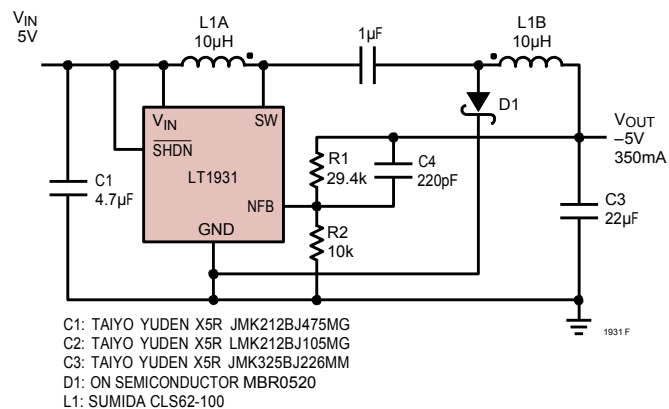 L1A
10µH
L1B
10µH
1µF
VIN
5V
D1
VIN
SW
SHDN
LT1931
NFB
GND
R1
29.4k
C4
220pF
VOUT
–5V
350mA
C1
4.7µF
R2
10k
C3
22µF
1931 F
C1: TAIYO YUDEN X5R JMK212BJ475MG
C2: TAIYO YUDEN X5R LMK212BJ105MG
C3: TAIYO YUDEN X5R JMK325BJ226MM
D1: ON SEMICONDUCTOR MBR0520
L1: SUMIDA CLS62-100